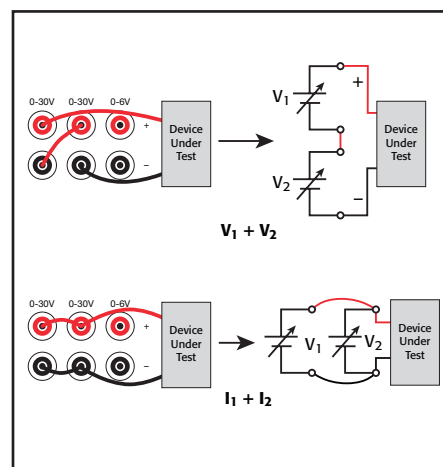 0-30V 0-30V 0-6V
+
−
Device
Under
Test
V1
V2
+
−
Device
Under
Test
V1 + V2
0-30V 0-30V 0-6V
+
−
Device
Under
Test
V1
V2
Device
Under
Test
I1 + I2